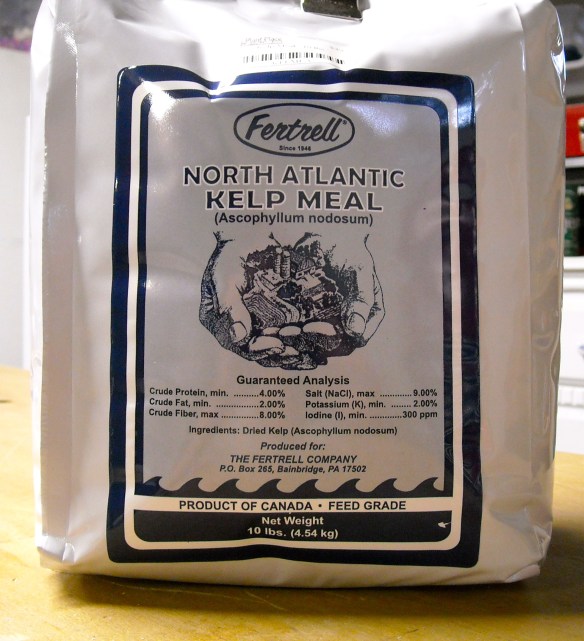 Fertrell®
Since 1946
NORTH ATLANTIC
KELP MEAL
(Ascophyllum nodosum)
Guaranteed Analysis
Crude Protein, min. ..........4.00%
Crude Fat, min. ..........2.00%
Crude Fiber, max ..........8.00%
Salt (NaCl), max ..........9.00%
Potassium (K), min. ........ 2.00%
Iodine (I), min. ..........300 ppm
Ingredients: Dried Kelp (Ascophyllum nodosum)
Produced for:
THE FERTRELL COMPANY
P.O. Box 265, Bainbridge, PA 17502
PRODUCT OF CANADA • FEED GRADE
Net Weight
10 lbs. (4.54 kg)